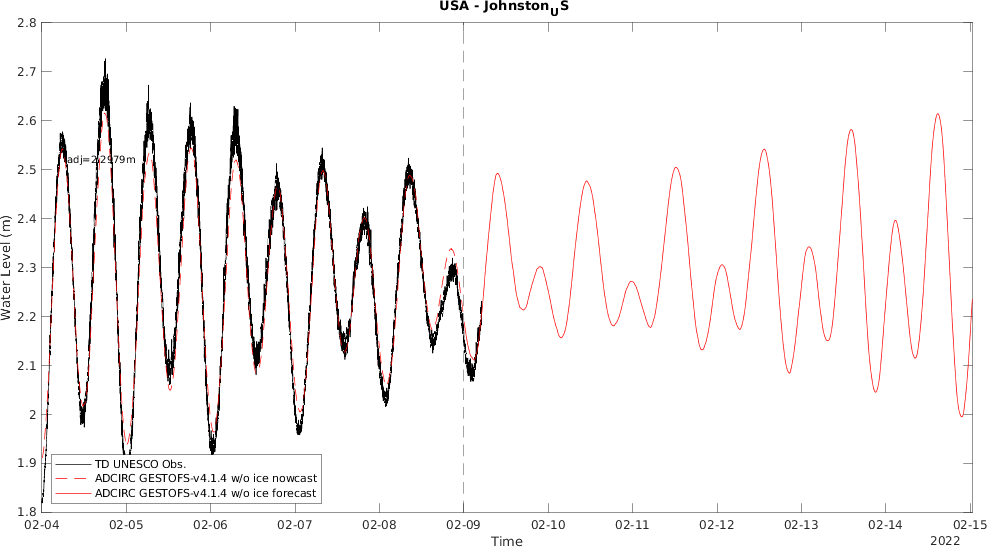 USA - Johnston_US
2.8
2.7
2.6
2.5
2.4
2.3
2.2
2.1
2
1.9
1.8
Water Level (m)
adj=2.2979m
TD UNESCO Obs.
ADCIRC GESTOFS-v4.1.4 w/o ice nowcast
ADCIRC GESTOFS-v4.1.4 w/o ice forecast
02-04 02-05 02-06 02-07 02-08 02-09 02-10 02-11 02-12 02-13 02-14 02-15
Time
2022